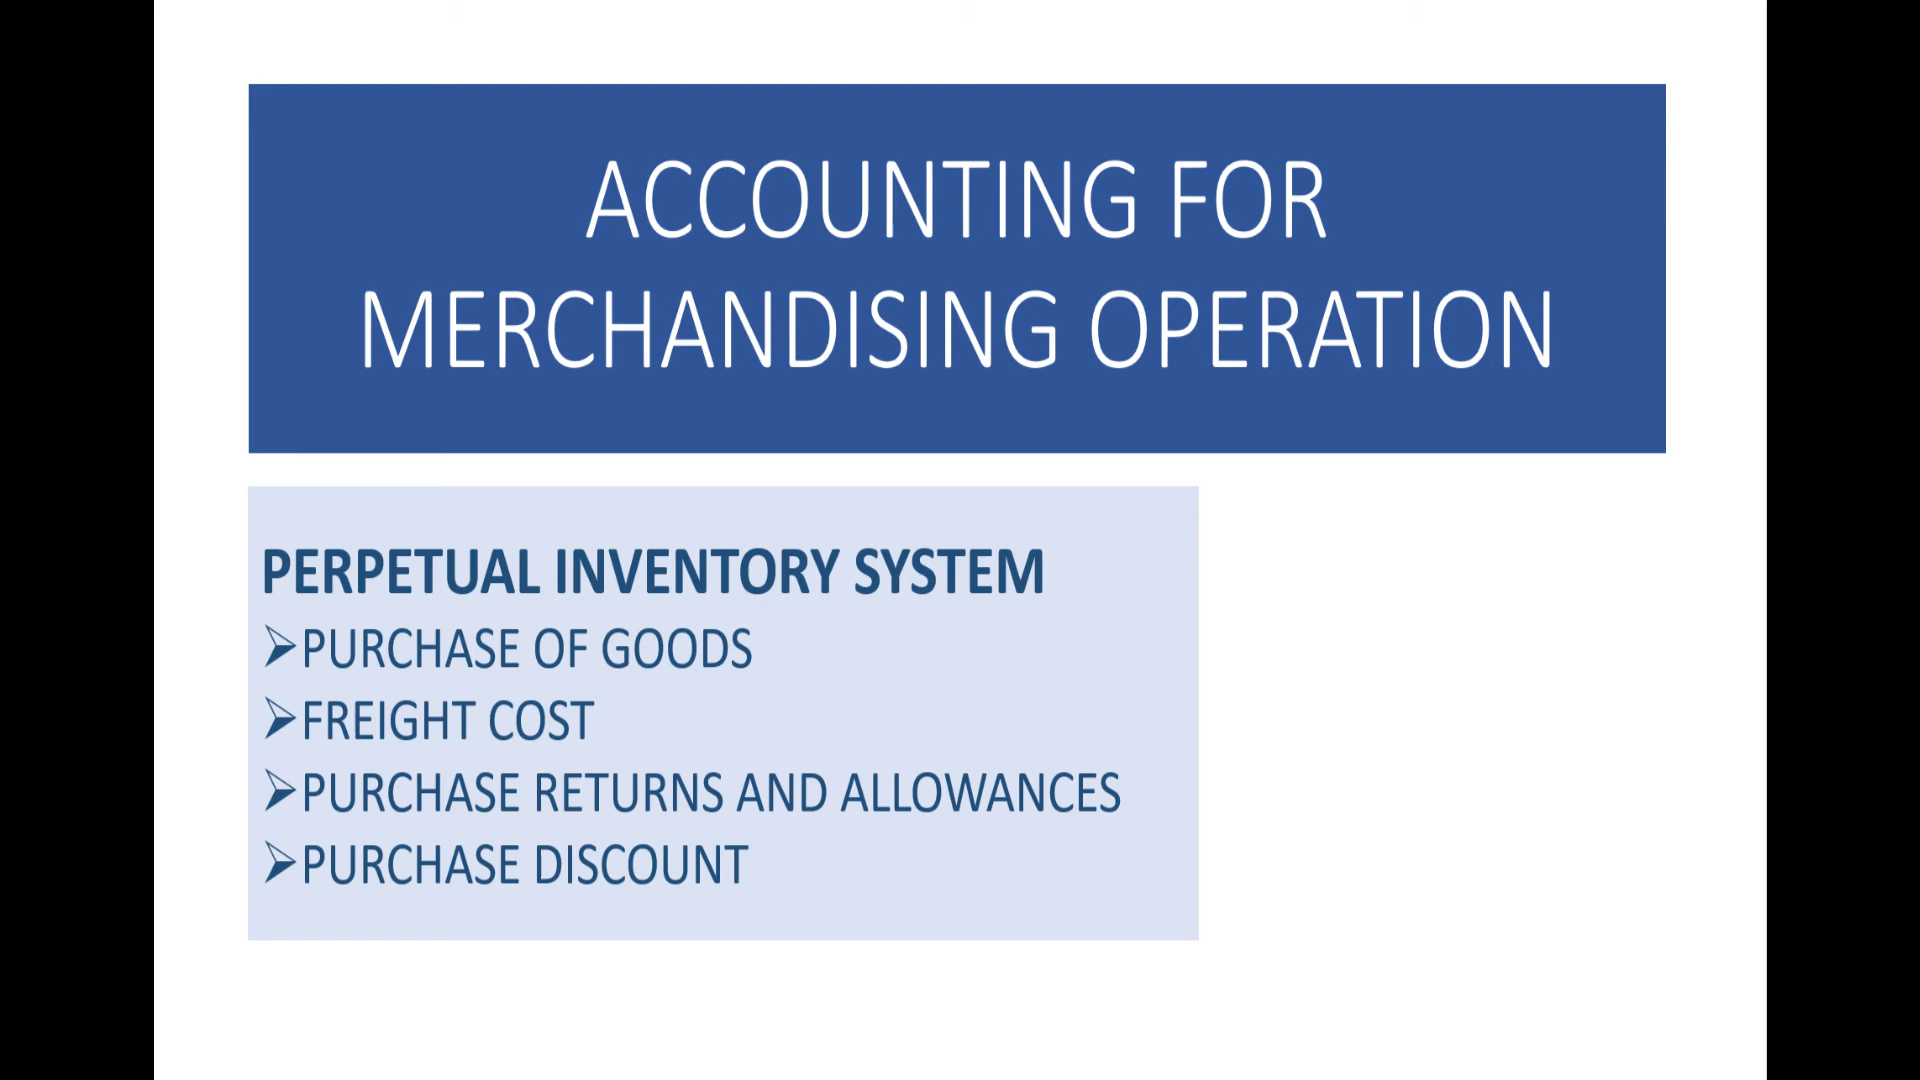 ACCOUNTING FOR
MERCHANDISING OPERATION
PERPETUAL INVENTORY SYSTEM
➢PURCHASE OF GOODS
➢FREIGHT COST
➢PURCHASE RETURNS AND ALLOWANCES
➢PURCHASE DISCOUNT